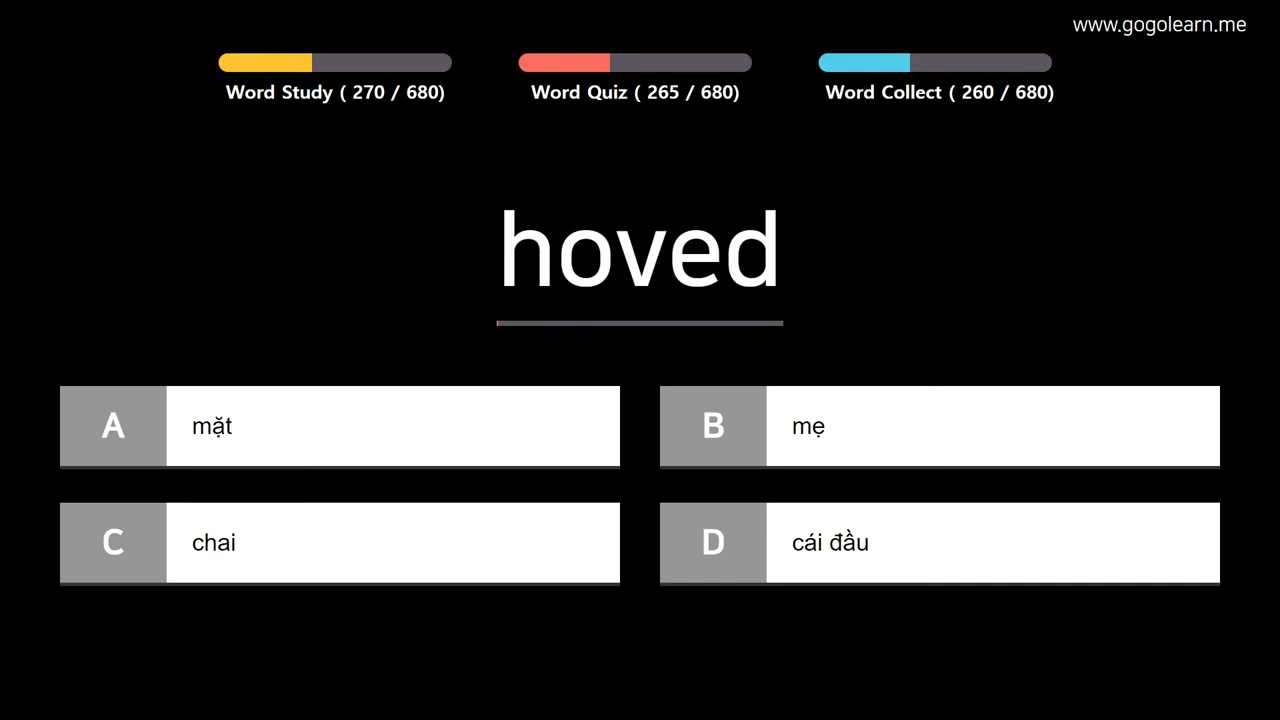 www.gogolearn.me
Word Study ( 270 / 680)
Word Quiz ( 265 / 680)
Word Collect ( 260 / 680)
hoved
A mặt
B mẹ
C chai
D cái đầu